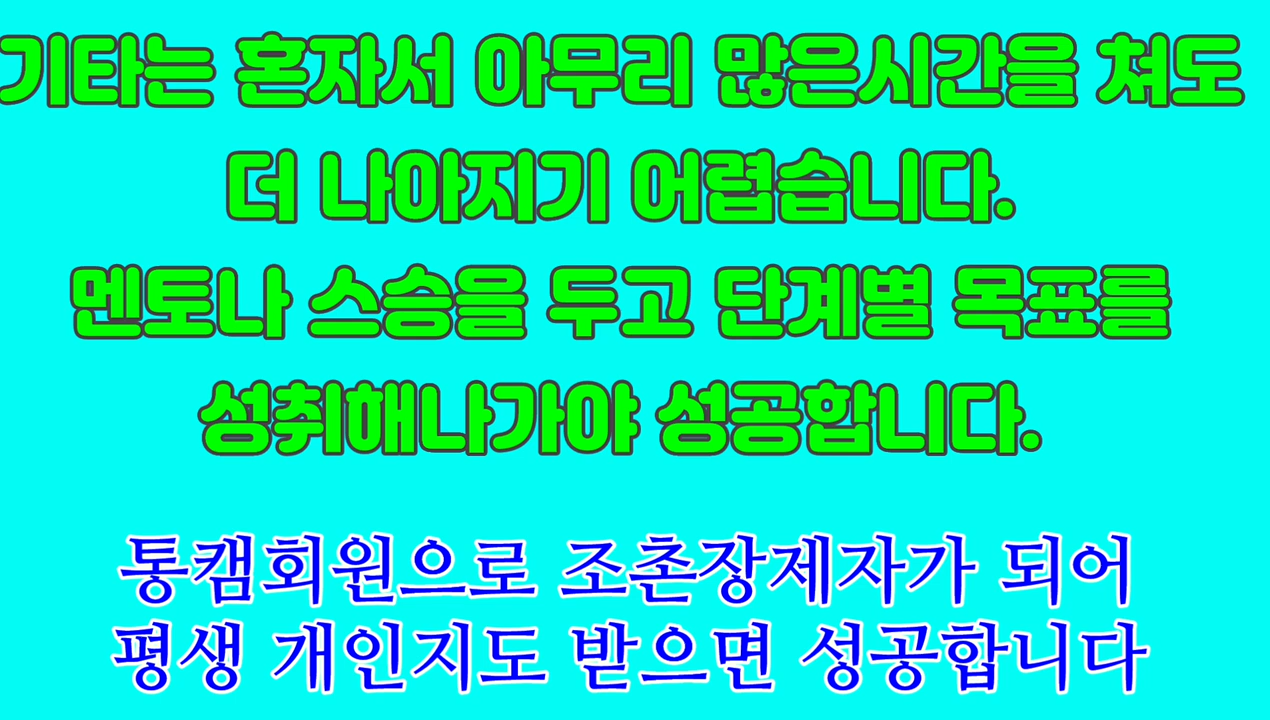 기타는 혼자서 아무리 많은시간을 쳐도
더 나아지기 어렵습니다.
멘토나 스승을 두고 단계별 목표를
성취해나가야 성공합니다.
통캠회원으로 조촌장제자가 되어
평생 개인지도 받으면 성공합니다